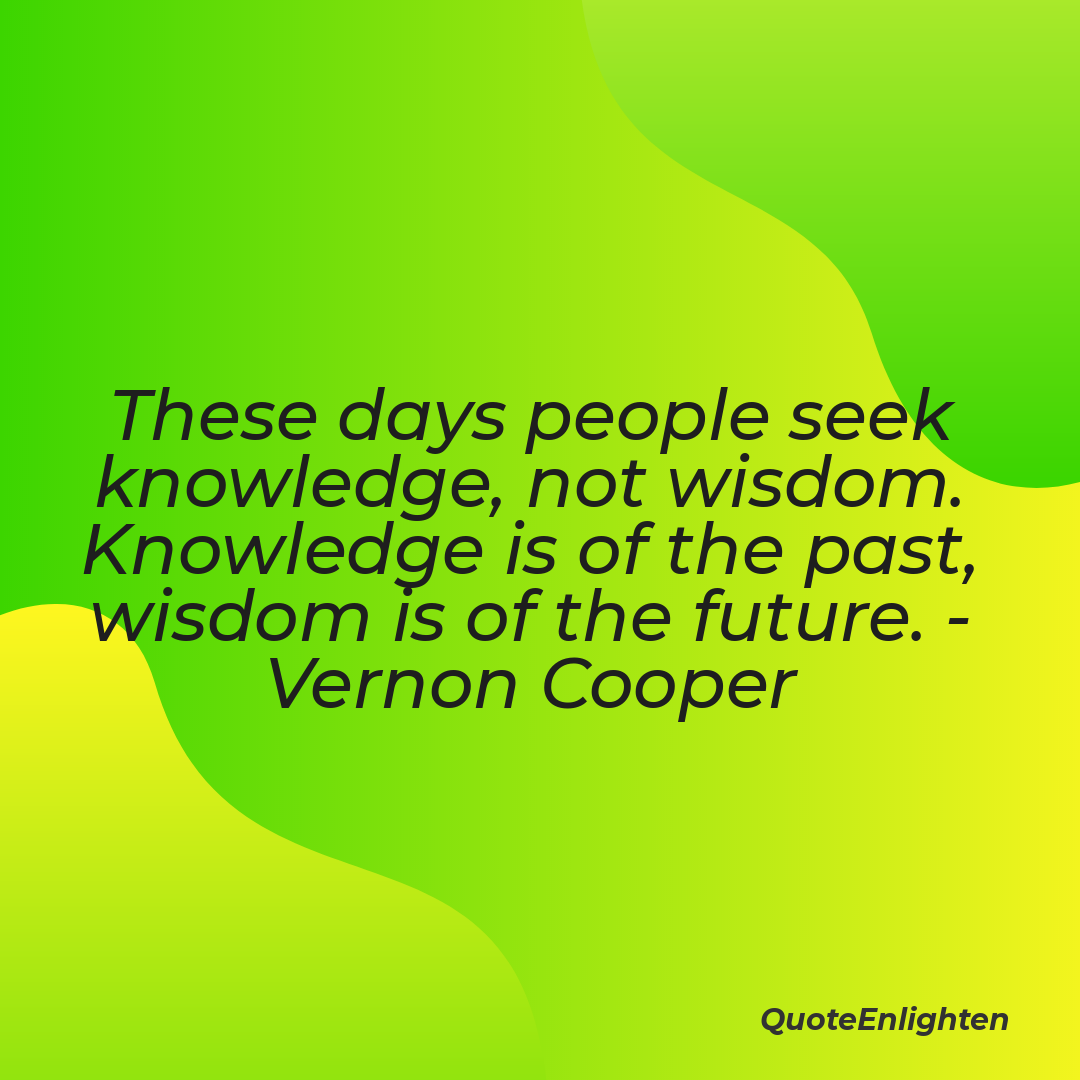 These days people seek
knowledge, not wisdom.
Knowledge is of the past,
wisdom is of the future. -
Vernon Cooper
QuoteEnlighten